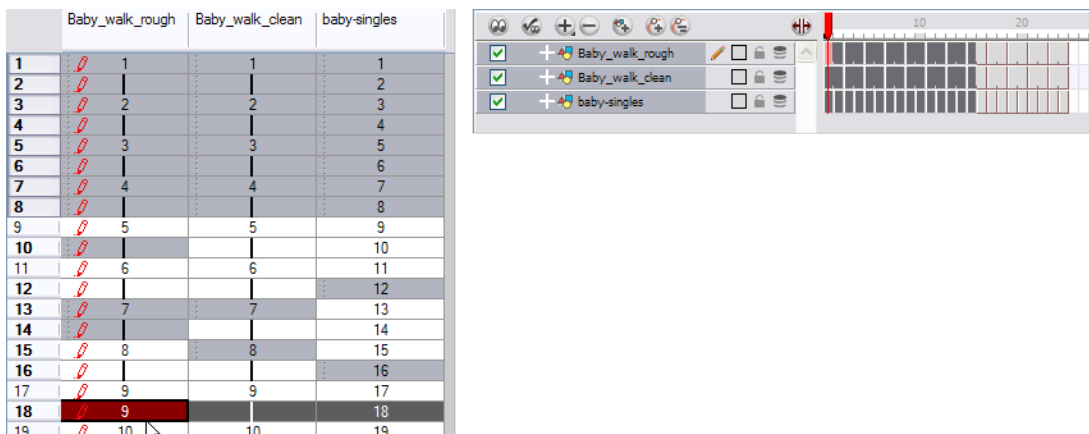 Baby_walk_rough Baby_walk_clean baby-singles
1 1 1 1
2 2
3 2 2 3
4 4
5 3 3 5
6 6
7 4 4 7
8 8
9 5 5 9
10 10
11 6 6 11
12 12
13 7 7 13
14 14
15 8 8 15
16 16
17 9 9 17
18 9 18
19 10 10 19
10 20
Baby_walk_rough
Baby_walk_clean
baby-singles